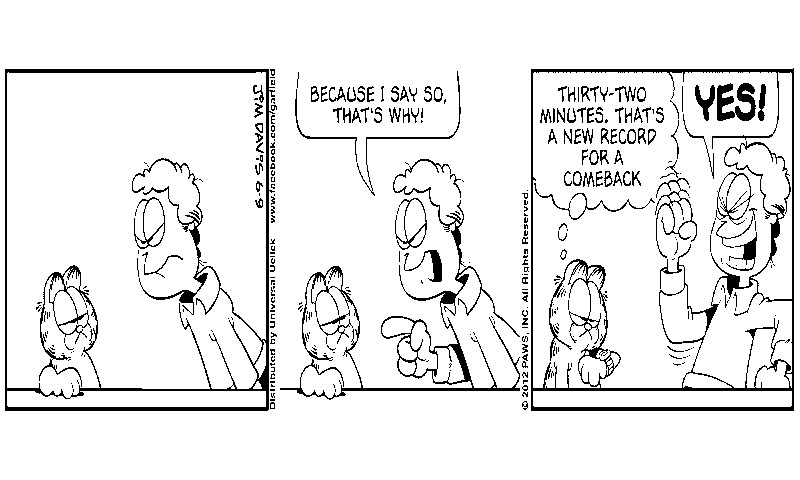 JIM DAVIS 6-9
Distributed by Universal Uclick www.facebook.com/garfield
BECAUSE I SAY SO,
THAT'S WHY!
© 2012 PAWS, INC. All Rights Reserved.
THIRTY-TWO
MINUTES. THAT'S
A NEW RECORD
FOR A
COMEBACK
YES!